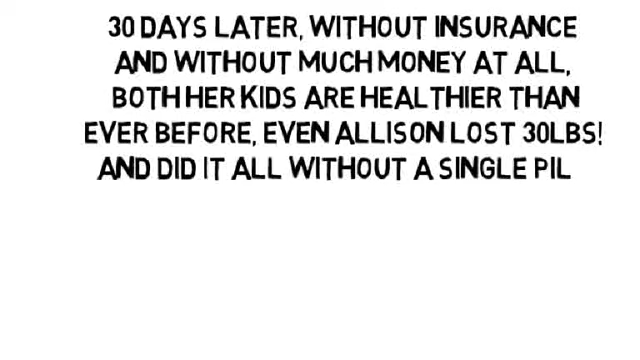 30 DAYS LATER, WITHOUT INSURANCE
AND WITHOUT MUCH MONEY AT ALL,
BOTH HER KIDS ARE HEALTHIER THAN
EVER BEFORE, EVEN ALLISON LOST 30LBS!
AND DID IT ALL WITHOUT A SINGLE PIL